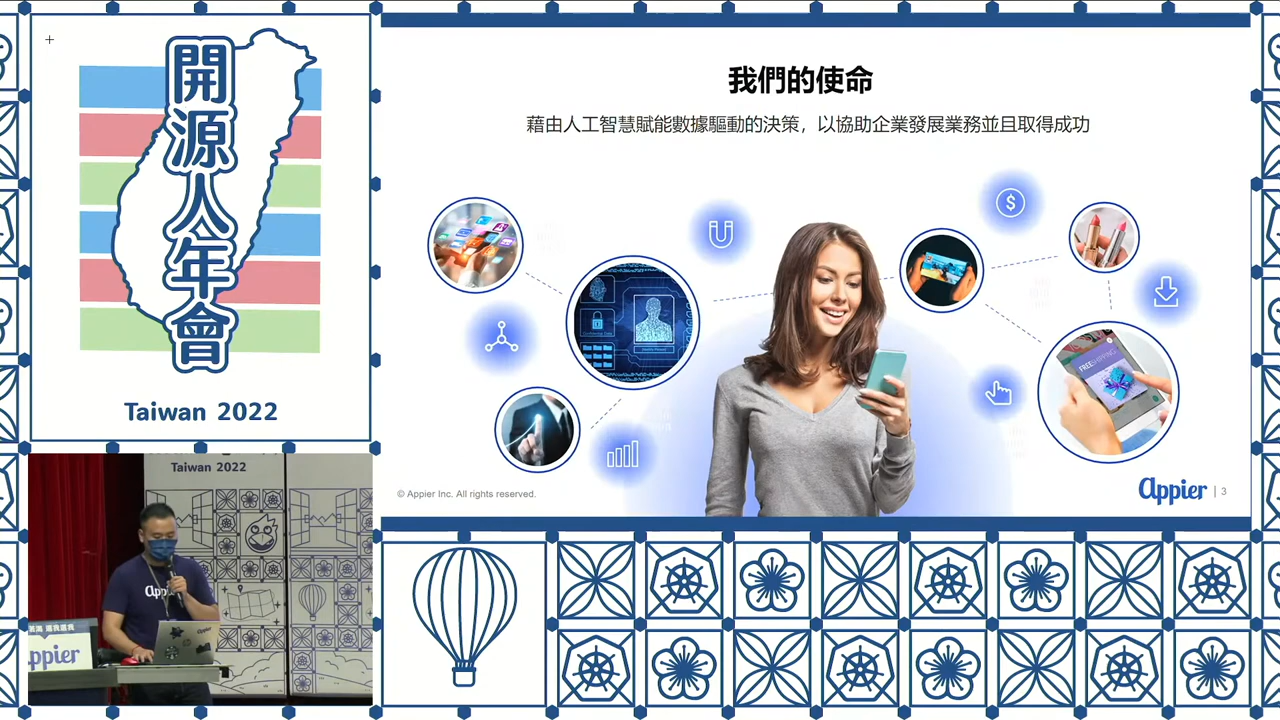 開源人年會
Taiwan 2022
我們的使命
藉由人工智慧賦能數據驅動的決策，以協助企業發展業務並且取得成功
FREE SHIPPING
© Appier Inc. All rights reserved.
Appier | 3
Taiwan 2022
Appier